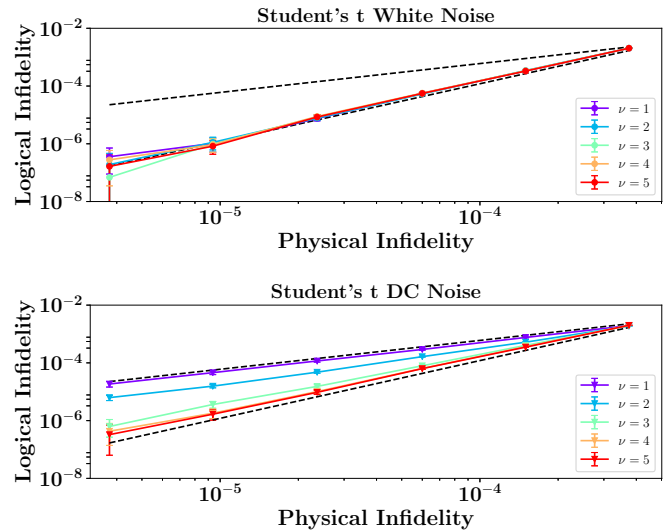 Student's t White Noise
Logical Infidelity
10⁻²
10⁻⁴
10⁻⁶
10⁻⁸
ν = 1
ν = 2
ν = 3
ν = 4
ν = 5
10⁻⁵
10⁻⁴
Physical Infidelity
Student's t DC Noise
Logical Infidelity
10⁻²
10⁻⁴
10⁻⁶
10⁻⁸
ν = 1
ν = 2
ν = 3
ν = 4
ν = 5
10⁻⁵
10⁻⁴
Physical Infidelity